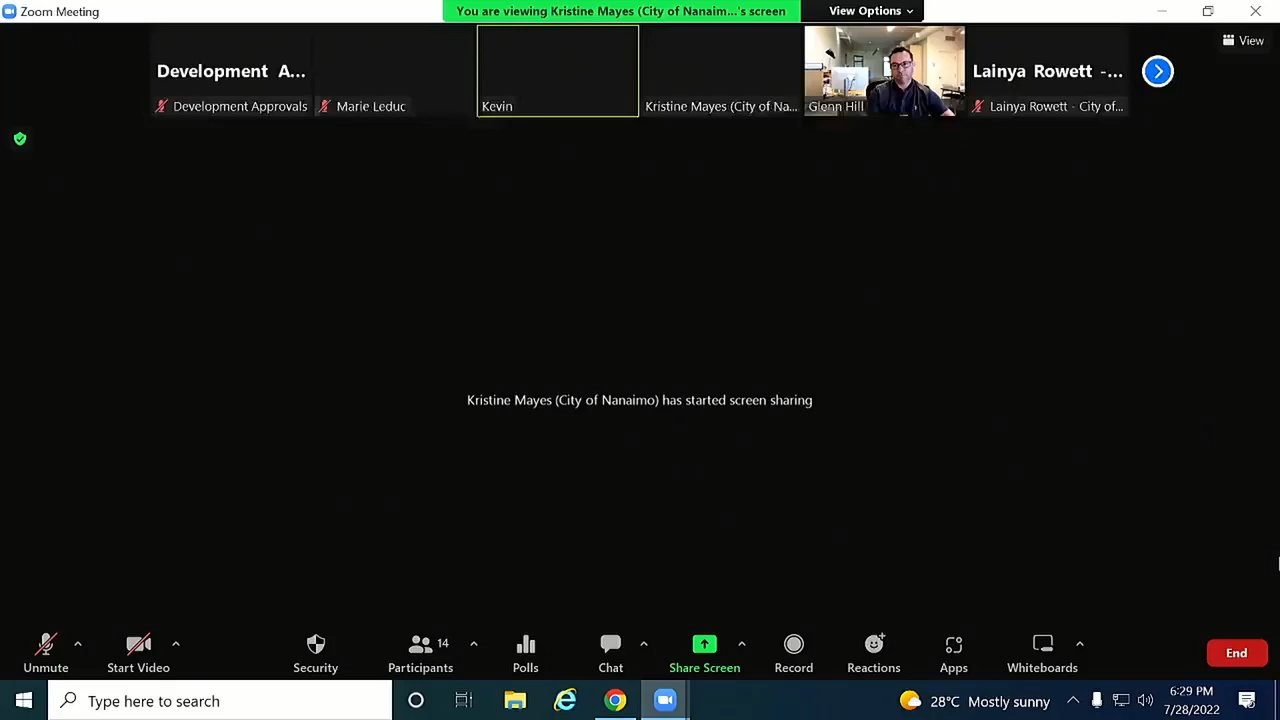 Zoom Meeting
You are viewing Kristine Mayes (City of Nanaim...'s screen
View Options
View
Development A...
Lainya Rowett -...
Development Approvals
Marie Leduc
Kevin
Kristine Mayes (City of Na...
Glenn Hill
Lainya Rowett - City of...
Kristine Mayes (City of Nanaimo) has started screen sharing
14
Unmute
Start Video
Security
Participants
Polls
Chat
Share Screen
Record
Reactions
Apps
Whiteboards
End
Type here to search
28°C Mostly sunny
6:29 PM
7/28/2022